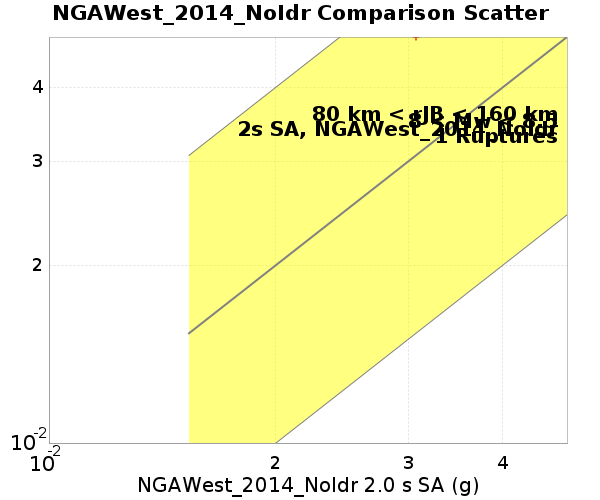 NGAWest_2014_NoIdr Comparison Scatter
4
80 km < rJB < 160 km
2s SA, NGAWest_2014_NoIdr
1 Ruptures
3
2
10-2
10-2
2
3
4
NGAWest_2014_NoIdr 2.0 s SA (g)